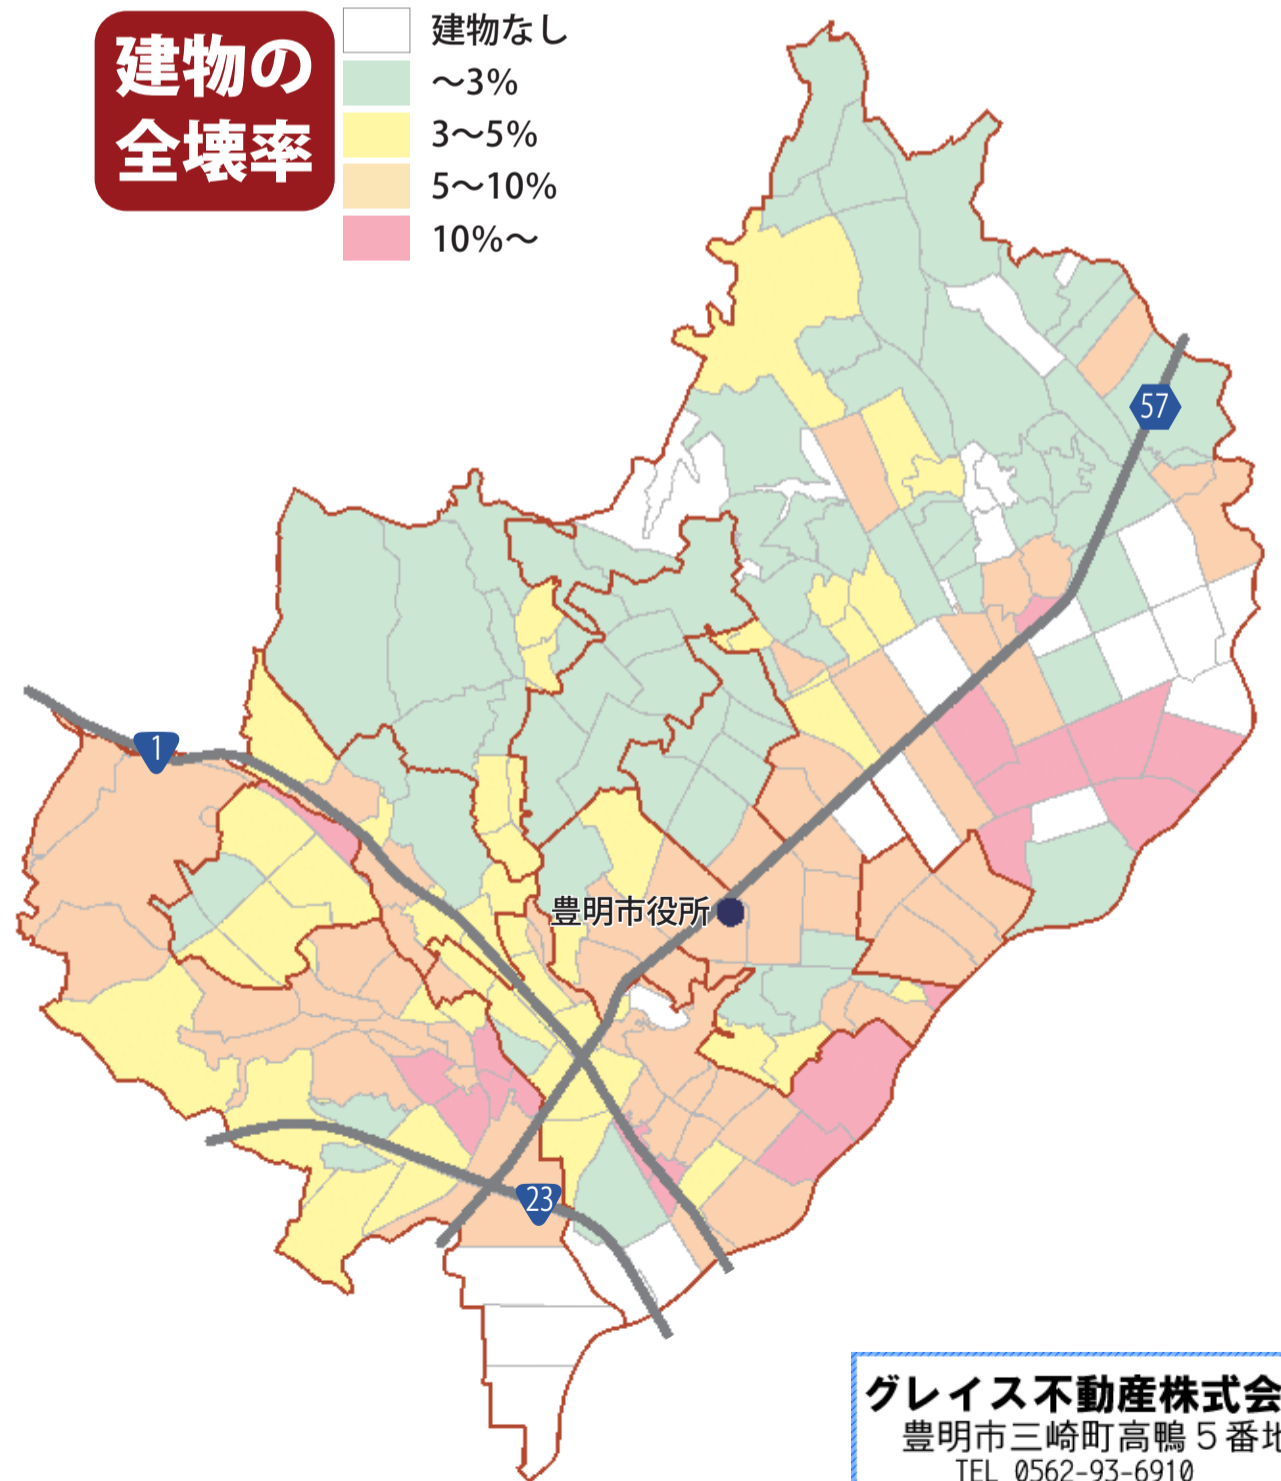 建物の
全壊率
建物なし
～3%
3～5%
5～10%
10%～
57
1
豊明市役所
23
グレイス不動産株式会
豊明市三崎町高鴨５番地
TEL 0562-93-6910